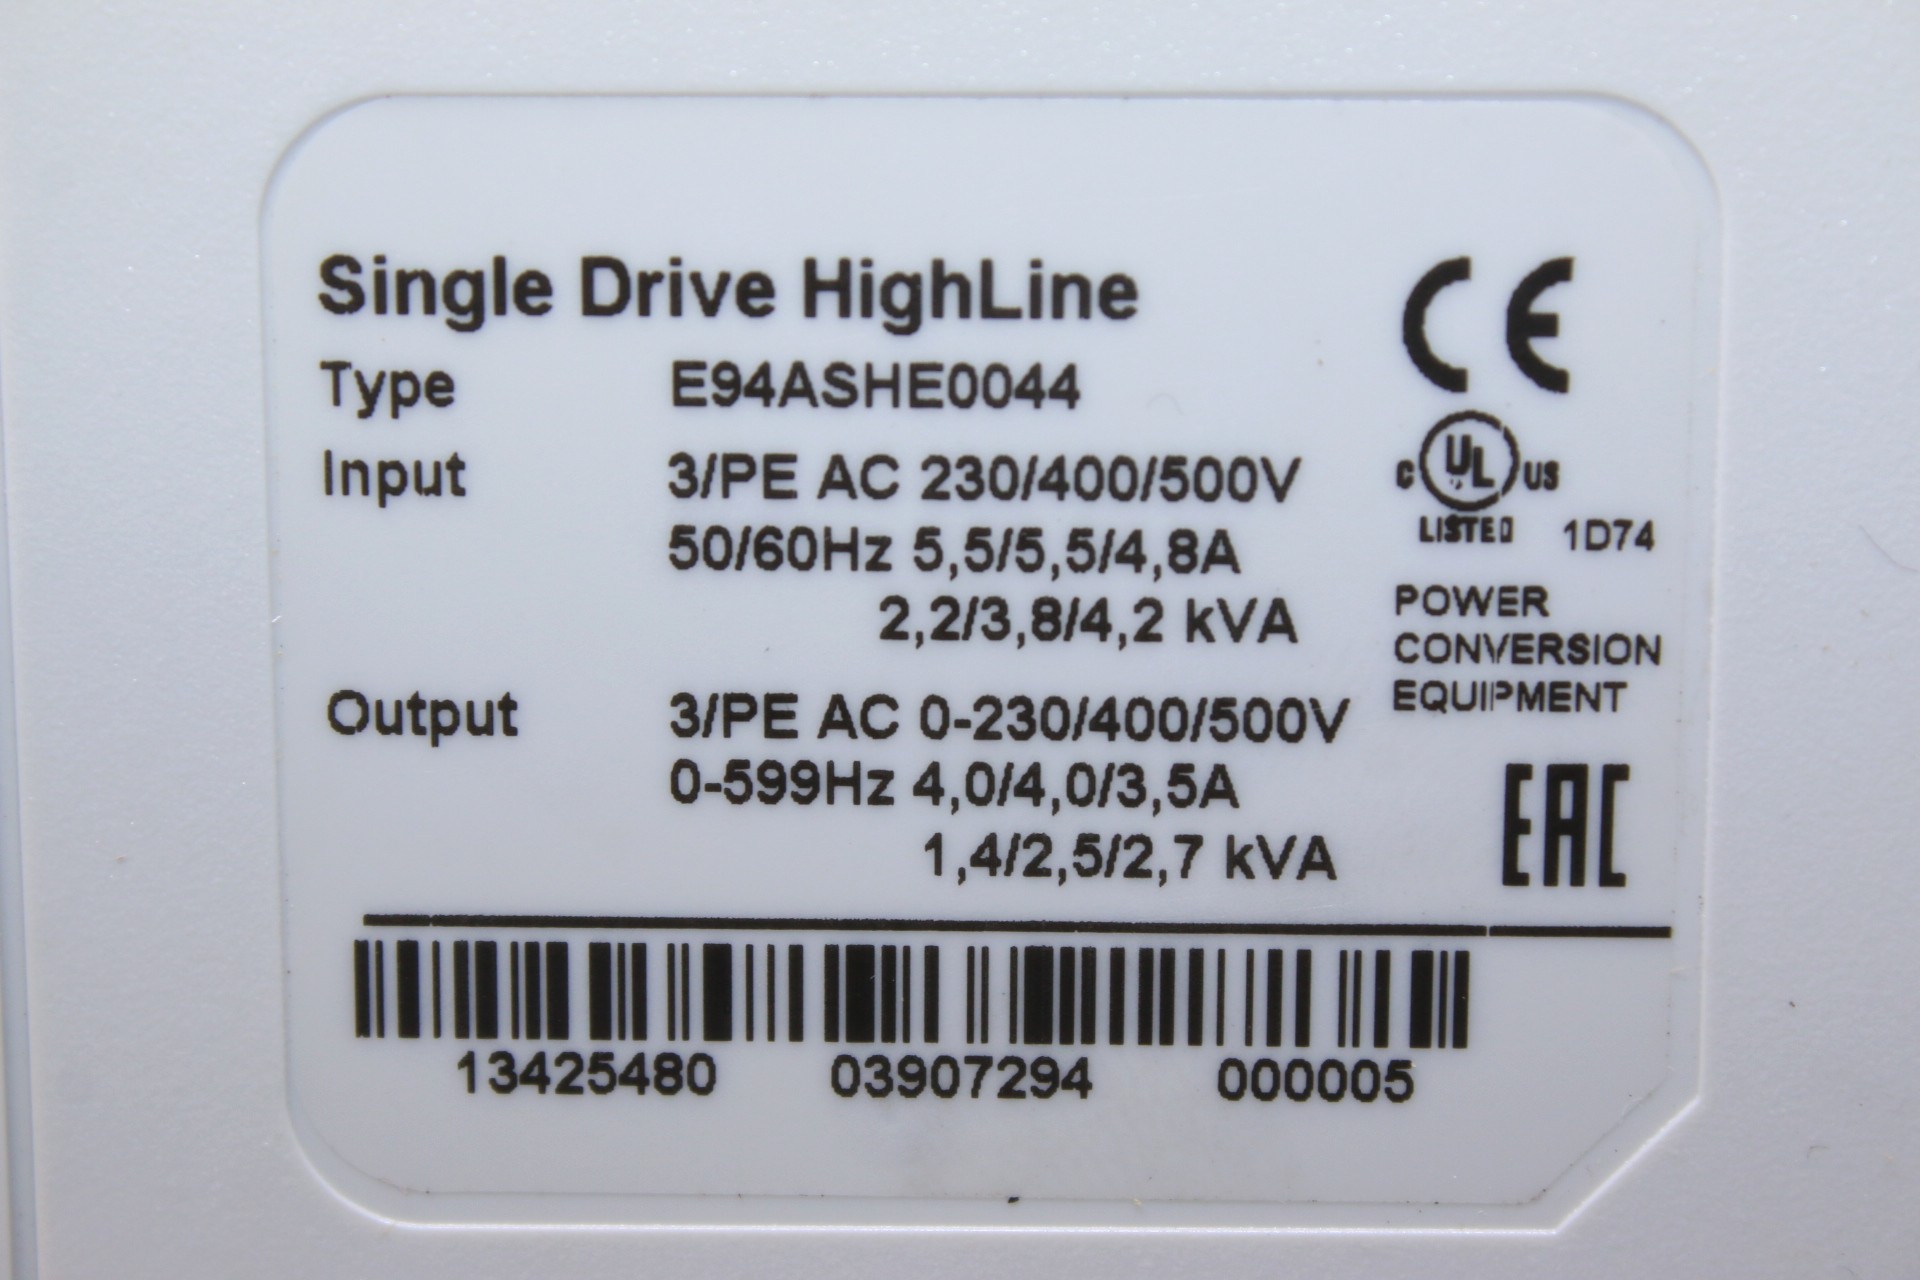 Single Drive HighLine
Type E94ASHE0044
Input 3/PE AC 230/400/500V
50/60Hz 5,5/5,5/4,8A
2,2/3,8/4,2 kVA
Output 3/PE AC 0-230/400/500V
0-599Hz 4,0/4,0/3,5A
1,4/2,5/2,7 kVA
CE
C UL US
LISTED 1D74
POWER
CONVERSION
EQUIPMENT
EAC
13425480 03907294 000005